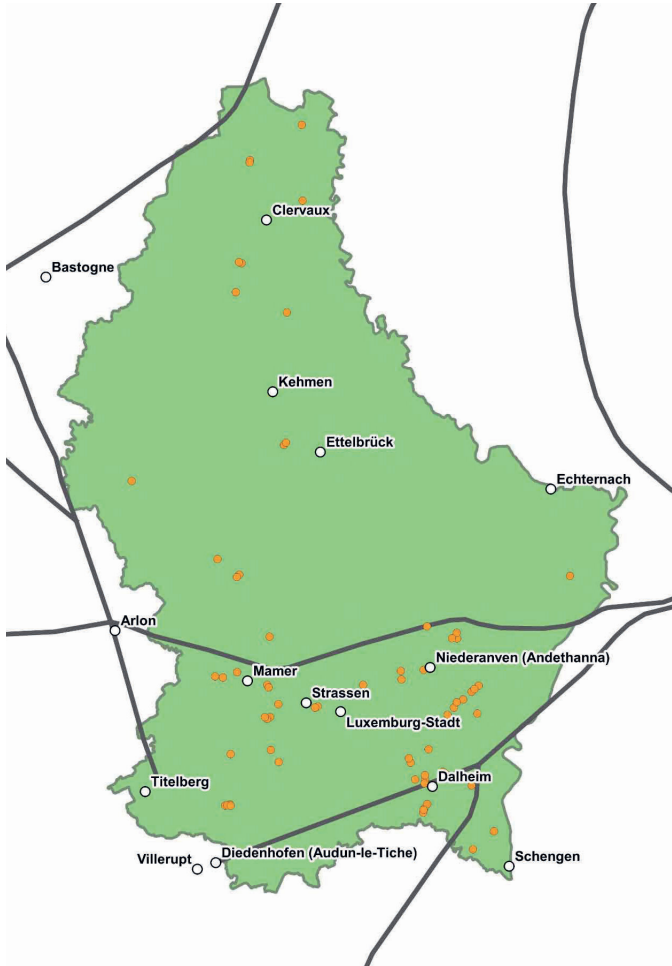 Clervaux
Bastogne
Kehmen
Ettelbrück
Echternach
Arlon
Niederanven (Andethanna)
Mamer
Strassen
Luxemburg-Stadt
Titelberg
Dalheim
Villerupt
Diedenhofen (Audun-le-Tiche)
Schengen